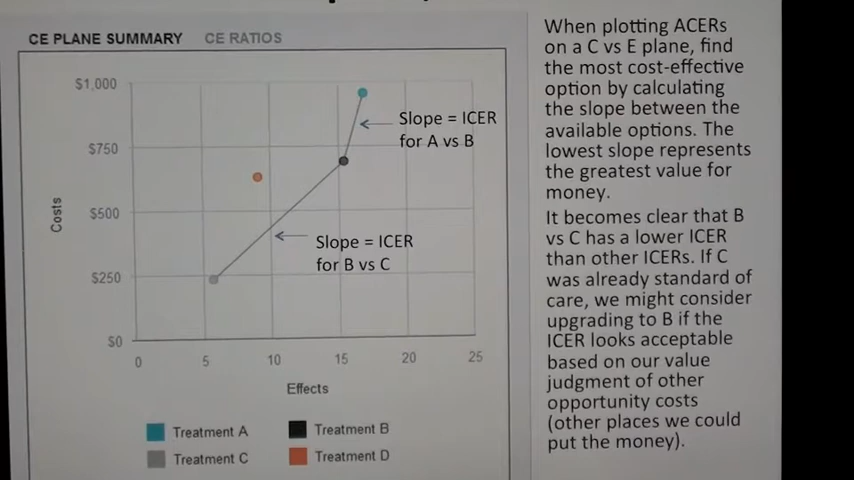 CE PLANE SUMMARY CE RATIOS
$1,000
$750
$500
$250
$0
Costs
0 5 10 15 20 25
Effects
Slope = ICER
for A vs B
Slope = ICER
for B vs C
Treatment A Treatment B
Treatment C Treatment D
When plotting ACERs
on a C vs E plane, find
the most cost-effective
option by calculating
the slope between the
available options. The
lowest slope represents
the greatest value for
money.
It becomes clear that B
vs C has a lower ICER
than other ICERs. If C
was already standard of
care, we might consider
upgrading to B if the
ICER looks acceptable
based on our value
judgment of other
opportunity costs
(other places we could
put the money).